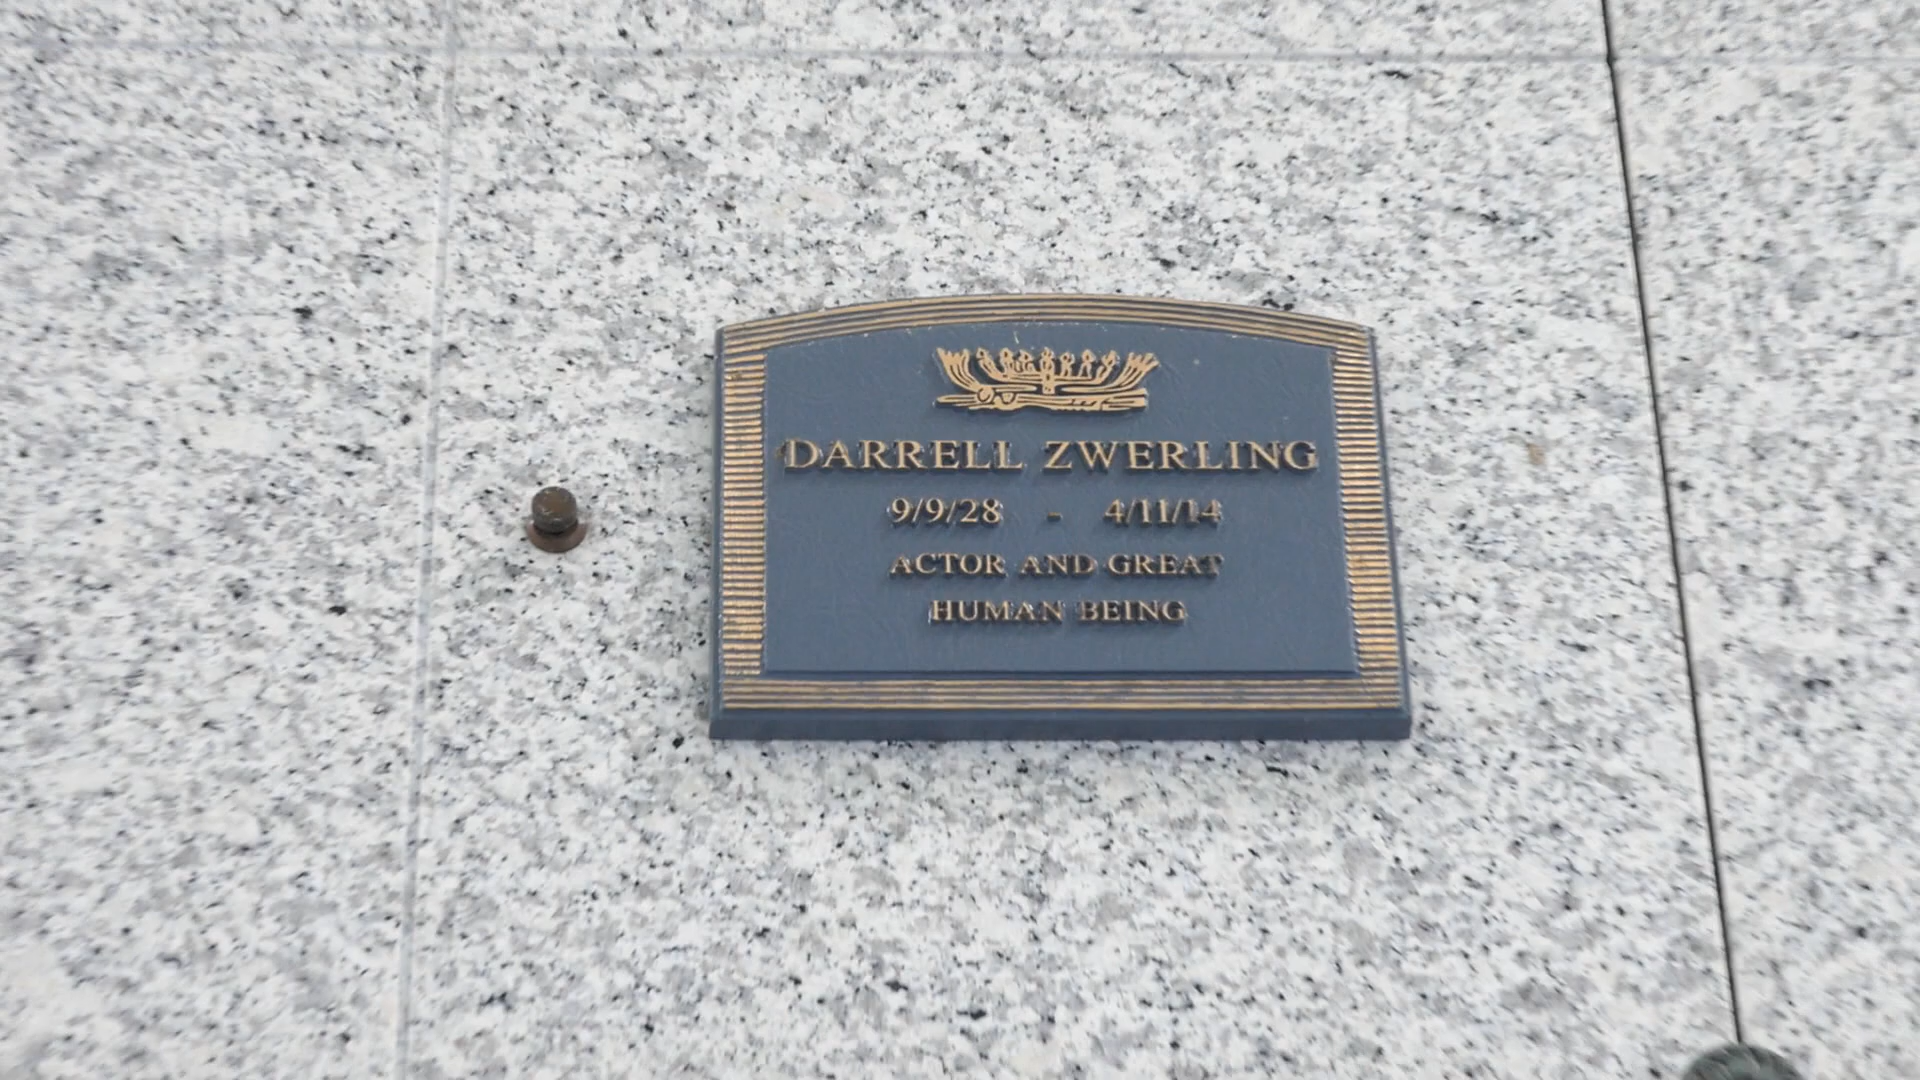 DARRELL ZWERLING
9/9/28 - 4/11/14
ACTOR AND GREAT
HUMAN BEING